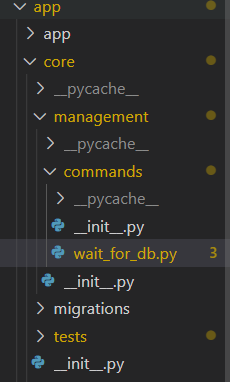 app
app
core
__pycache__
management
__pycache__
commands
__pycache__
__init__.py
wait_for_db.py 3
__init__.py
migrations
tests
__init__.py